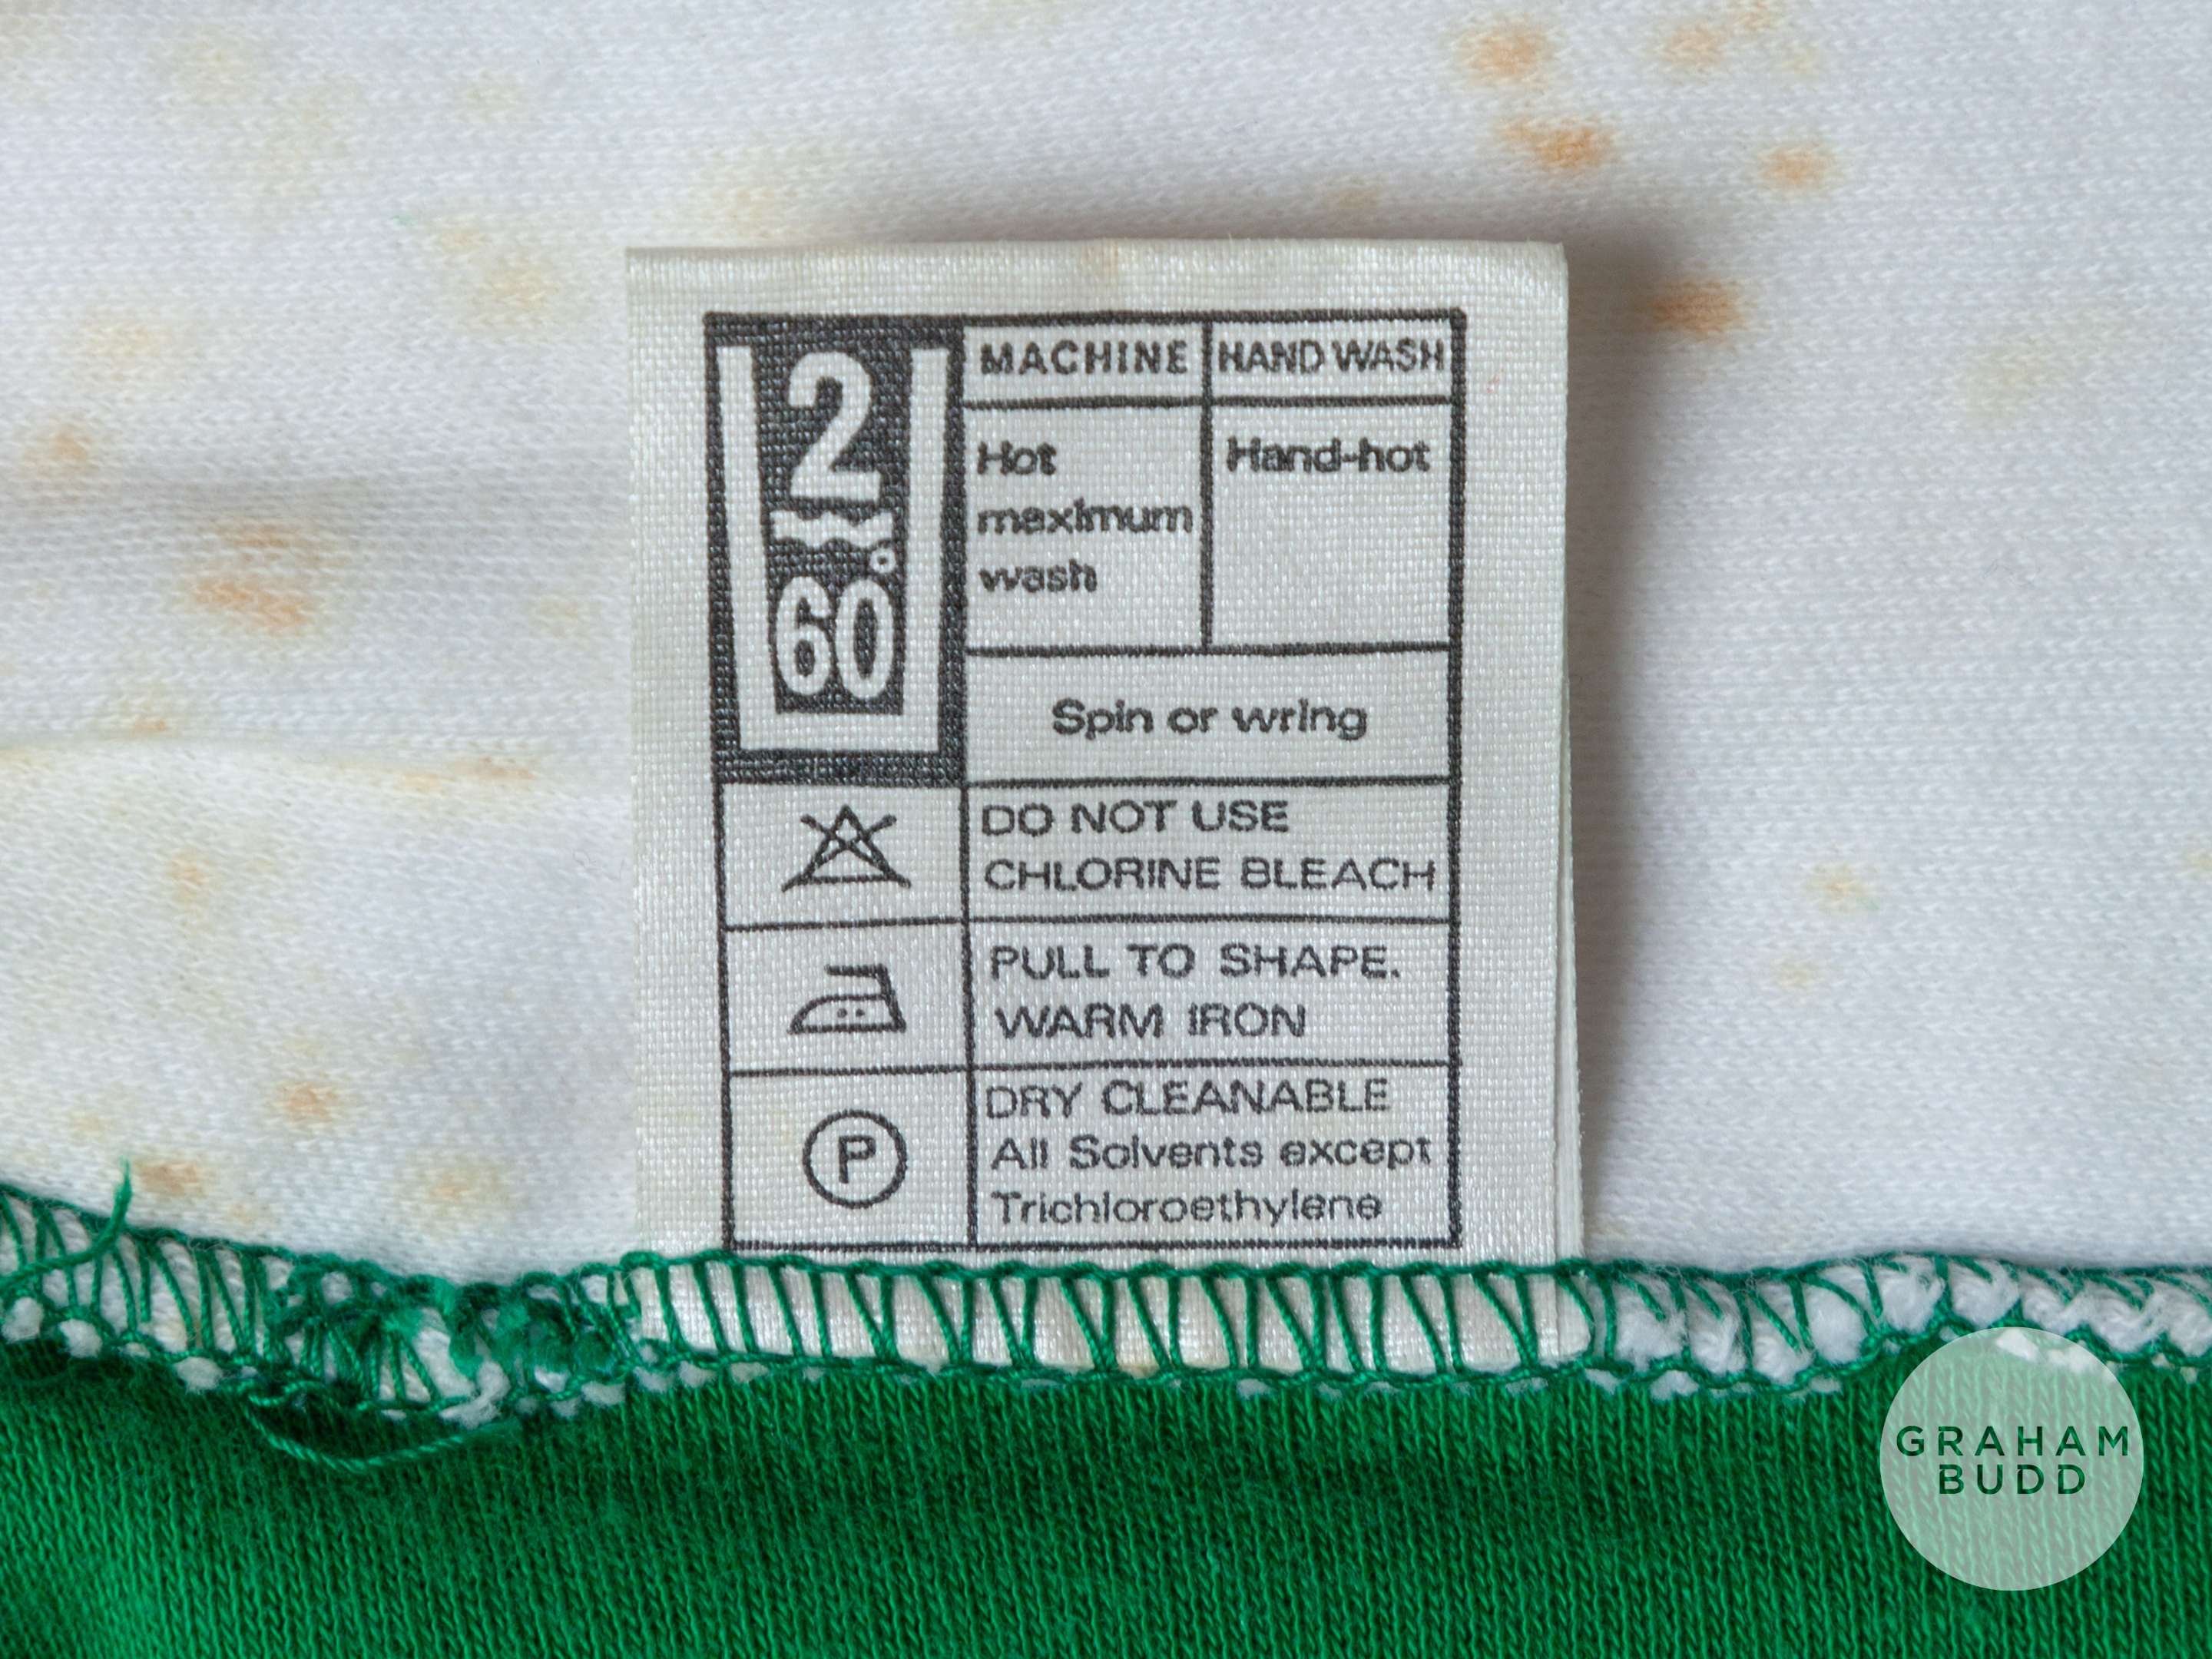 2
60°
MACHINE
HAND WASH
Hot
maximum
wash
Hand-hot
Spin or wring
DO NOT USE
CHLORINE BLEACH
PULL TO SHAPE.
WARM IRON
P
DRY CLEANABLE
All Solvents except
Trichloroethylene
GRAHAM
BUDD